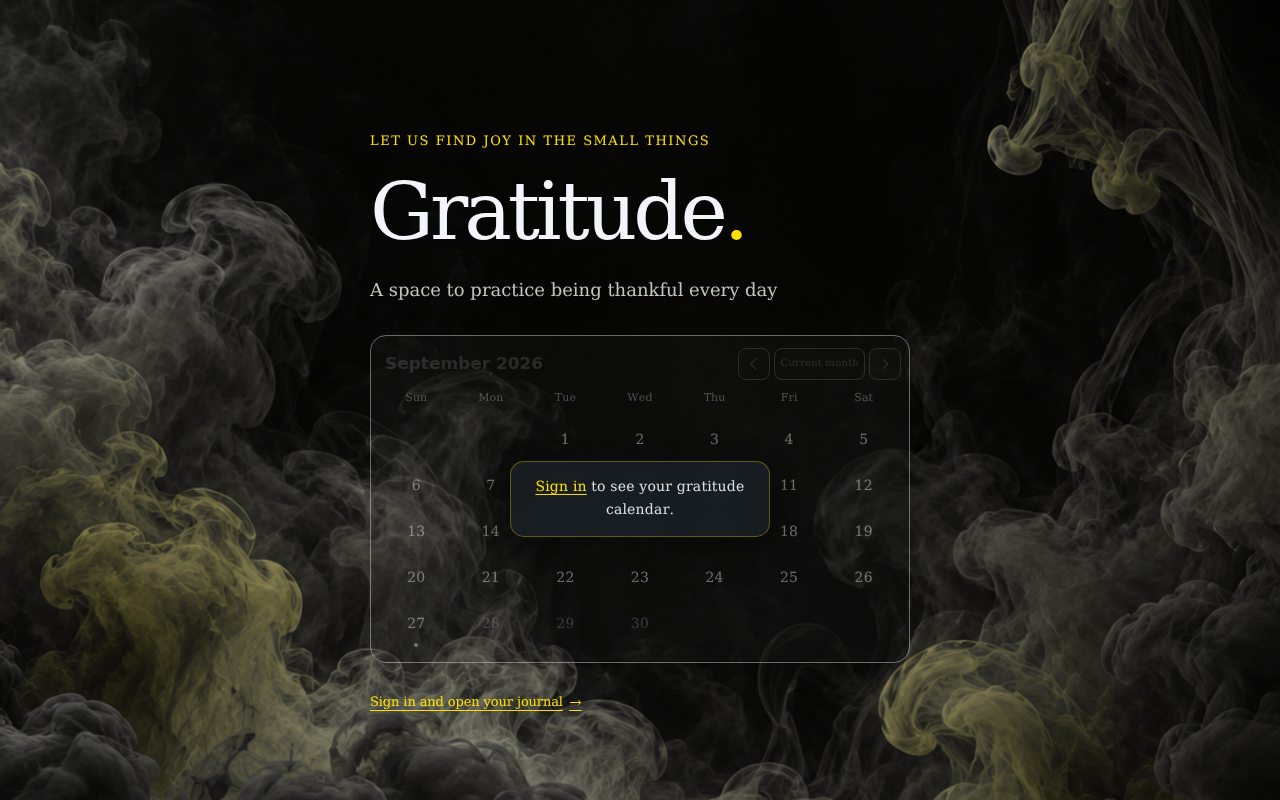 LET US FIND JOY IN THE SMALL THINGS
Gratitude.
A space to practice being thankful every day
September 2026
Current month
Sun Mon Tue Wed Thu Fri Sat
1 2 3 4 5
6 7 11 12
Sign in to see your gratitude
calendar.
13 14 18 19
20 21 22 23 24 25 26
27 28 29 30
Sign in and open your journal →